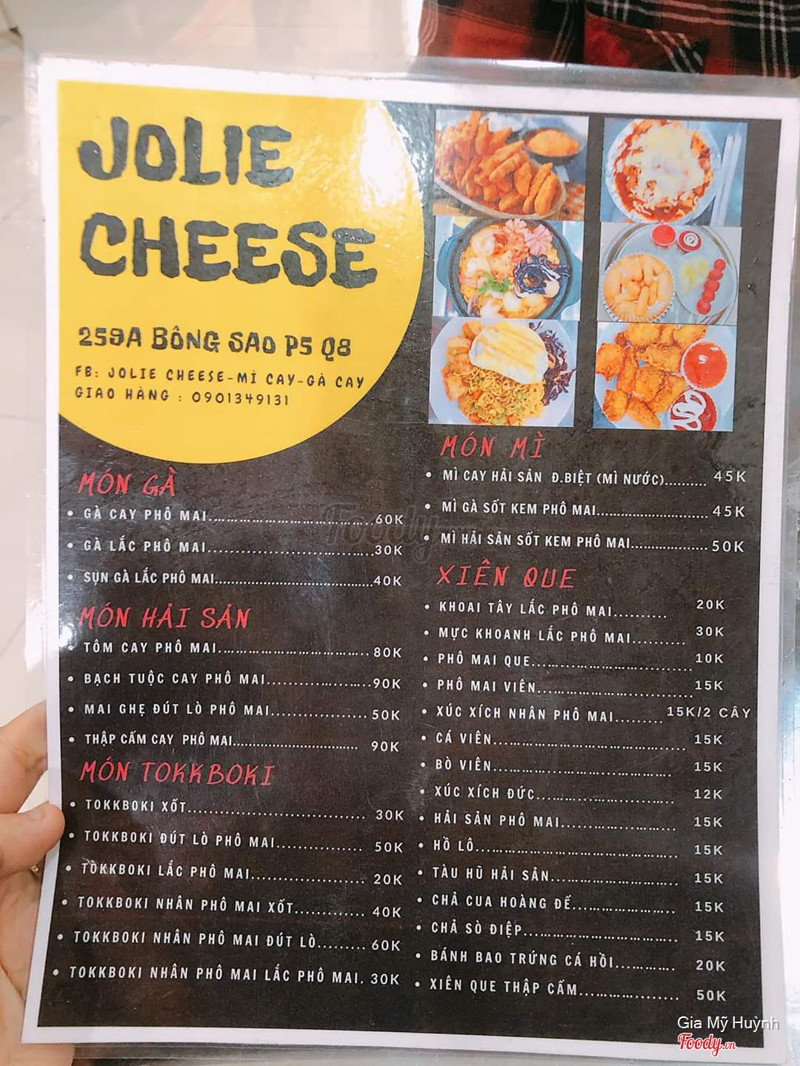 JOLIE
CHEESE
259A BÔNG SAO P5 Q8
FB: JOLIE CHEESE-MÌ CAY-GÀ CAY
GIAO HÀNG : 0901349131
MÓN GÀ
• GÀ CAY PHÔ MAI................................60K
• GÀ LẮC PHÔ MAI................................30K
• SỤN GÀ LẮC PHÔ MAI................................40K
MÓN HẢI SẢN
• TÔM CAY PHÔ MAI................................80K
• BẠCH TUỘC CAY PHÔ MAI......................90K
• MAI GHẸ ĐÚT LÒ PHÔ MAI................... 50K
• THẬP CẨM CAY PHÔ MAI......................... 90K
MÓN TOKKBOKI
• TOKKBOKI XỐT................................ 30K
• TOKKBOKI ĐÚT LÒ PHÔ MAI............... 50K
• TOKKBOKI LẮC PHÔ MAI................... 20K
• TOKKBOKI NHÂN PHÔ MAI XỐT............ 40K
• TOKKBOKI NHÂN PHÔ MAI ĐÚT LÒ........ 60K
• TOKKBOKI NHÂN PHÔ MAI LẮC PHÔ MAI. 30K
MÓN MÌ
• MÌ CAY HẢI SẢN Đ.BIỆT (MÌ NƯỚC).......... 45K
• MÌ GÀ SỐT KEM PHÔ MAI........................ 45K
• MÌ HẢI SẢN SỐT KEM PHÔ MAI................. 50K
XIÊN QUE
• KHOAI TÂY LẮC PHÔ MAI.......... 20K
• MỰC KHOANH LẮC PHÔ MAI......... 30K
• PHÔ MAI QUE......................... 10K
• PHÔ MAI VIÊN........................ 15K
• XÚC XÍCH NHÂN PHÔ MAI........ 15K/2 CÂY
• CÁ VIÊN................................ 15K
• BÒ VIÊN................................ 15K
• XÚC XÍCH ĐỨC........................ 12K
• HẢI SẢN PHÔ MAI.................... 15K
• HỒ LÔ................................ 15K
• TÀU HŨ HẢI SẢN...................... 15K
• CHẢ CUA HOÀNG ĐẾ................... 15K
• CHẢ SÒ ĐIỆP......................... 15K
• BÁNH BAO TRỨNG CÁ HỒI............ 20K
• XIÊN QUE THẬP CẨM................. 50K
Foody
Gia Mỹ Huỳnh
Foody.vn